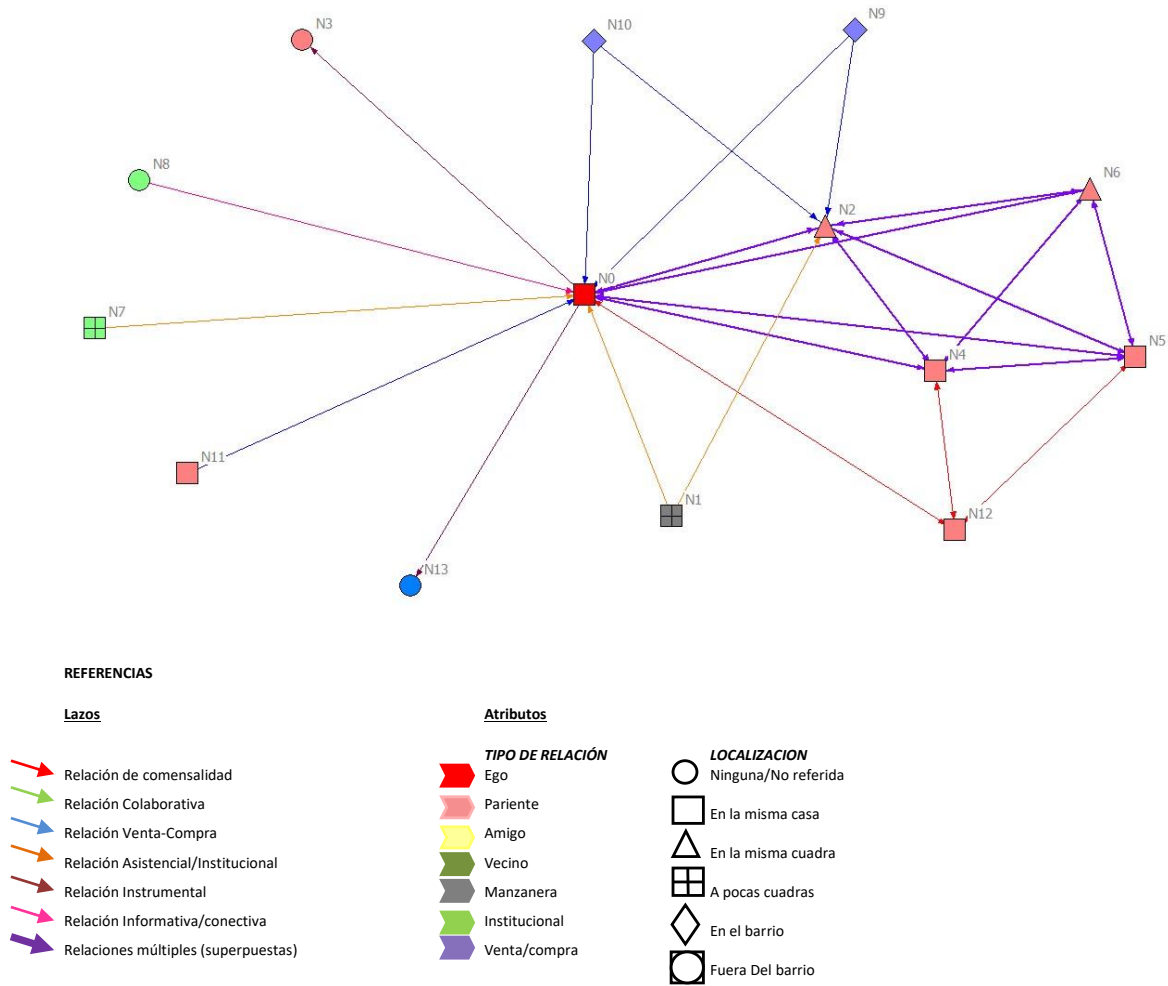 N3
N10
N9
N8
N6
N2
N0
N7
N4
N5
N11
N1
N12
N13
REFERENCIAS
Lazos
Atributos
TIPO DE RELACIÓN
LOCALIZACION
Relación de comensalidad
Ego
Ninguna/No referida
Relación Colaborativa
Pariente
En la misma casa
Relación Venta-Compra
Amigo
En la misma cuadra
Relación Asistencial/Institucional
Vecino
Relación Instrumental
Manzanera
A pocas cuadras
Relación Informativa/conectiva
Institucional
En el barrio
Relaciones múltiples (superpuestas)
Venta/compra
Fuera Del barrio